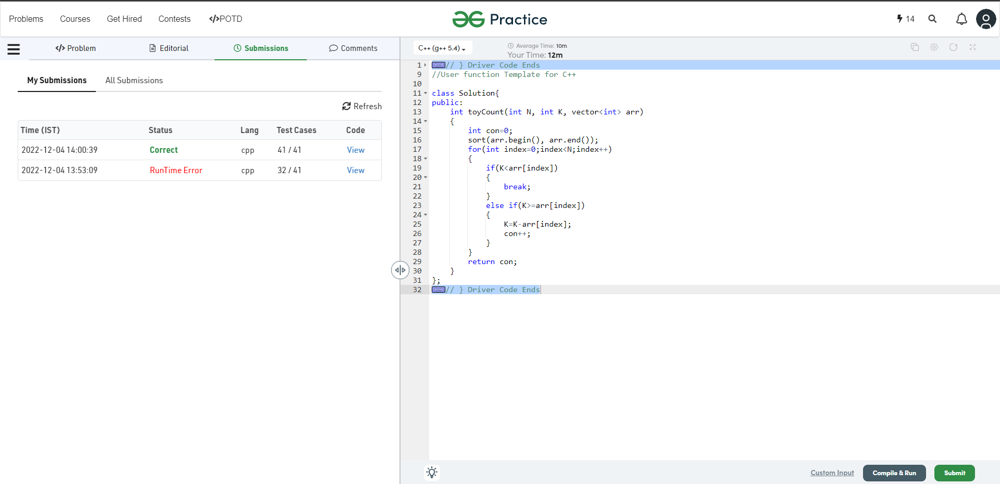 Problems Courses Get Hired Contests </>POTD
Practice
14
</> Problem Editorial Submissions Comments
My Submissions All Submissions
Refresh
Time (IST) Status Lang Test Cases Code
2022-12-04 14:00:39 Correct cpp 41 / 41 View
2022-12-04 13:53:09 RunTime Error cpp 32 / 41 View
C++ (g++ 5.4)
Average Time: 10m
Your Time: 12m
1 // } Driver Code Ends
9 //User function Template for C++
10
11 class Solution{
12 public:
13     int toyCount(int N, int K, vector<int> arr)
14     {
15         int con=0;
16         sort(arr.begin(), arr.end());
17         for(int index=0;index<N;index++)
18         {
19             if(K<arr[index])
20             {
21                 break;
22             }
23             else if(K>=arr[index])
24             {
25                 K=K-arr[index];
26                 con++;
27             }
28         }
29         return con;
30     }
31 };
32 // } Driver Code Ends
Custom Input Compile & Run Submit